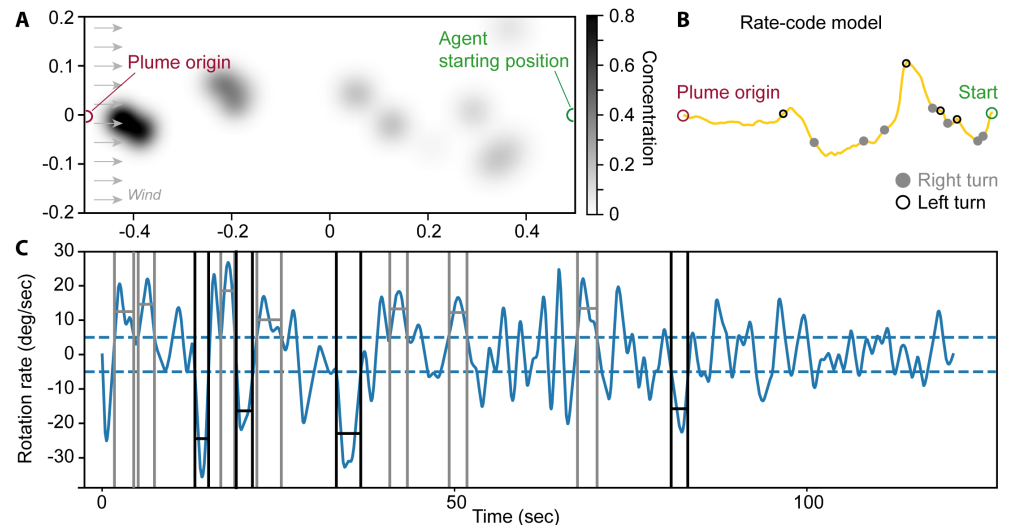 A
0.2
0.1
0
-0.1
-0.2
-0.4
-0.2
0
0.2
0.4
Plume origin
Agent
starting position
Wind
0.8
0.6
0.4
0.2
0
Concentration
B
Rate-code model
Plume origin
Start
Right turn
Left turn
C
Rotation rate (deg/sec)
30
20
10
0
-10
-20
-30
0
50
100
Time (sec)